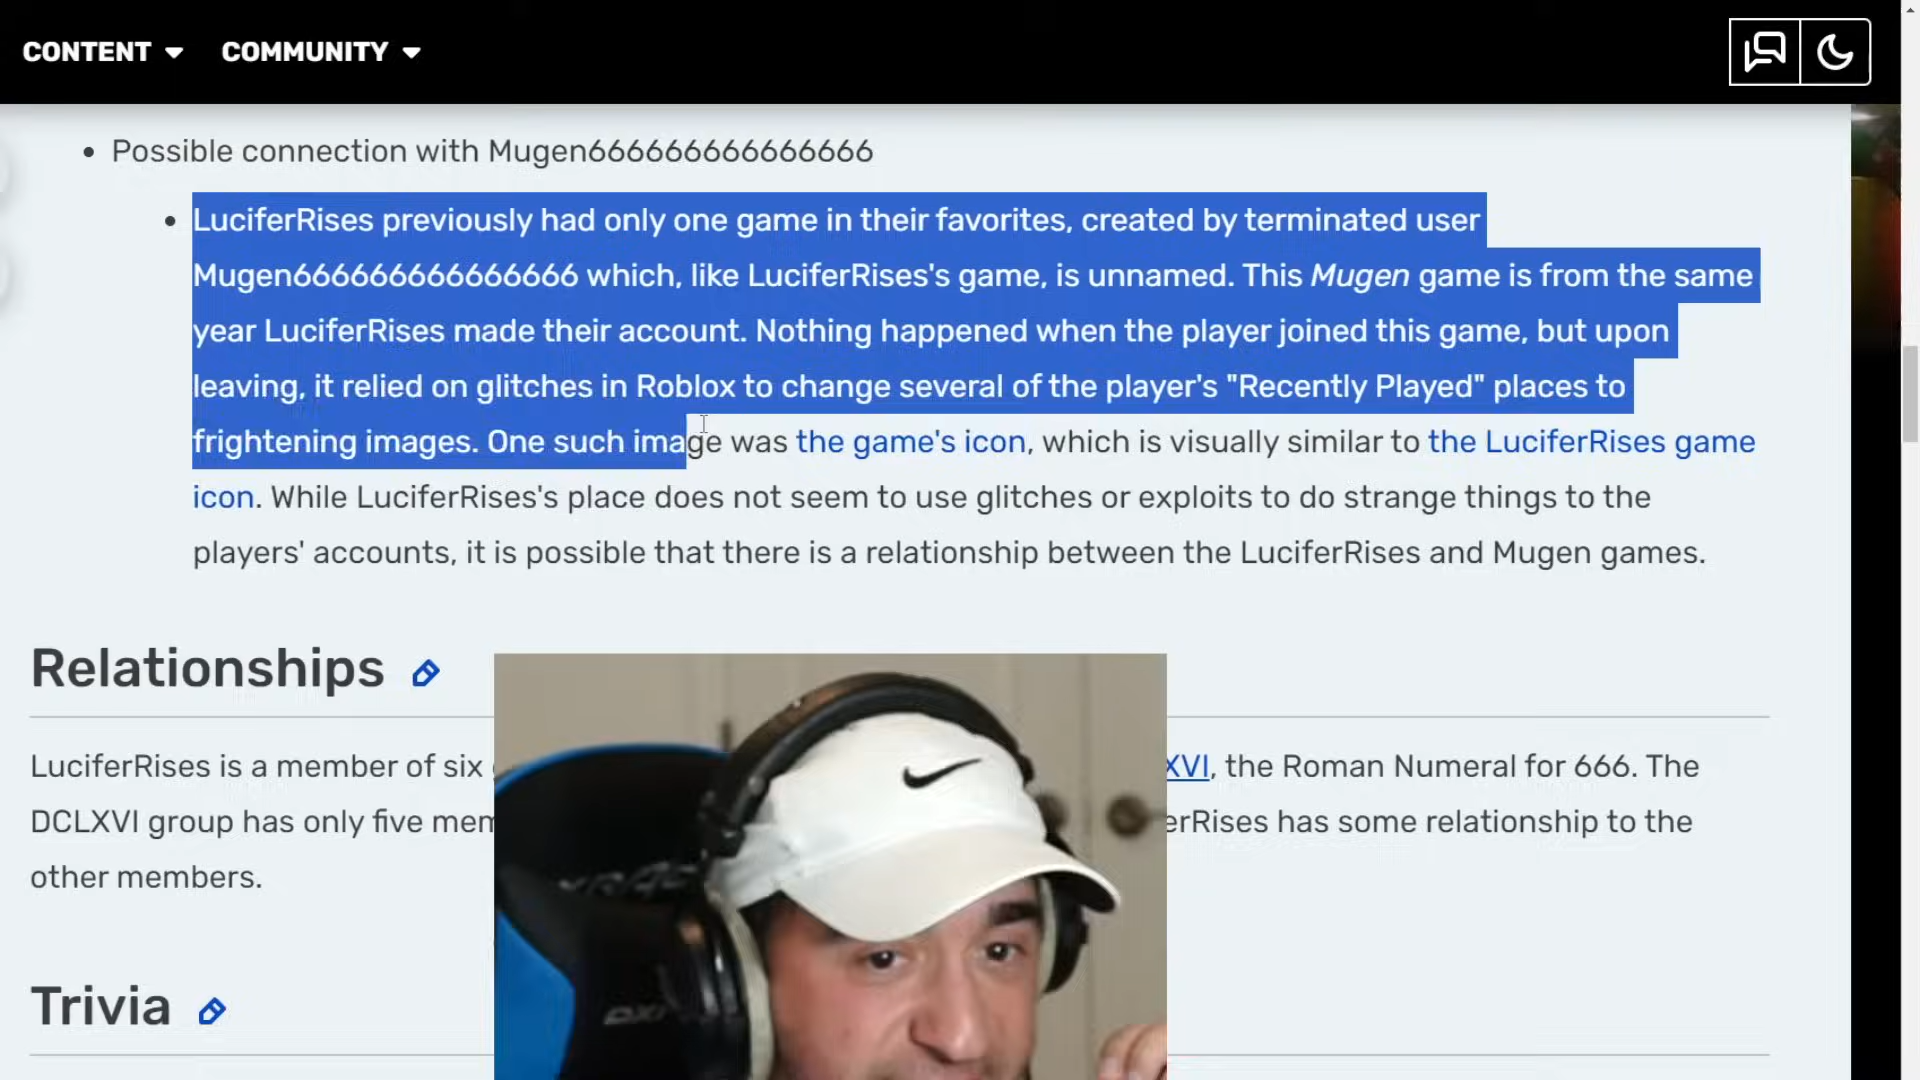 CONTENT COMMUNITY
Possible connection with Mugen666666666666666
LuciferRises previously had only one game in their favorites, created by terminated user
Mugen666666666666666 which, like LuciferRises's game, is unnamed. This Mugen game is from the same
year LuciferRises made their account. Nothing happened when the player joined this game, but upon
leaving, it relied on glitches in Roblox to change several of the player's "Recently Played" places to
frightening images. One such image was the game's icon, which is visually similar to the LuciferRises game
icon. While LuciferRises's place does not seem to use glitches or exploits to do strange things to the
players' accounts, it is possible that there is a relationship between the LuciferRises and Mugen games.
Relationships
LuciferRises is a member of six XVI, the Roman Numeral for 666. The
DCLXVI group has only five mem erRises has some relationship to the
other members.
Trivia